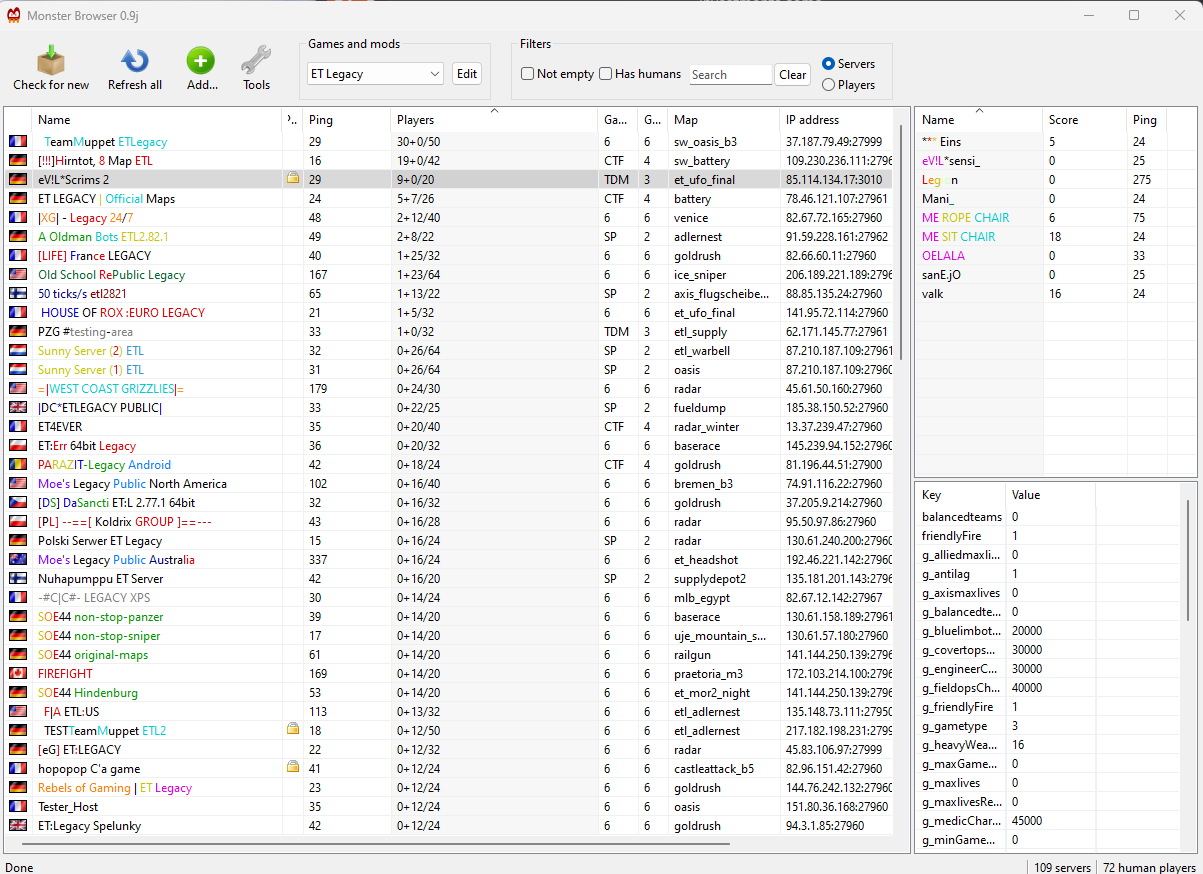 Monster Browser 0.9j
Games and mods
Filters
Check for new
Refresh all
Add...
Tools
ET Legacy
Edit
Not empty
Has humans
Search
Clear
Servers
Players
Name Ping Players Ga... G... Map IP address
TeamMuppet ETLegacy 29 30+0/50 6 6 sw_oasis_b3 37.187.79.49:27999
[!!!]Hirntot, 8 Map ETL 16 19+0/42 CTF 4 sw_battery 109.230.236.111:2796
eV!L*Scrims 2 29 9+0/20 TDM 3 et_ufo_final 85.114.134.17:3010
ET LEGACY | Official Maps 24 5+7/26 CTF 4 battery 78.46.121.107:27961
|XG| - Legacy 24/7 48 2+12/40 6 6 venice 82.67.72.165:27960
A Oldman Bots ETL2.82.1 49 2+8/22 SP 2 adlernest 91.59.228.161:27962
[LIFE] France LEGACY 40 1+25/32 6 6 goldrush 82.66.60.11:27960
Old School RePublic Legacy 167 1+23/64 6 6 ice_sniper 206.189.221.189:2796
50 ticks/s etl2821 65 1+13/22 SP 2 axis_flugscheibe... 88.85.135.24:27960
HOUSE OF ROX :EURO LEGACY 21 1+5/32 6 6 et_ufo_final 141.95.72.114:27960
PZG #testing-area 33 1+0/32 TDM 3 etl_supply 62.171.145.77:27961
Sunny Server (2) ETL 32 0+26/64 SP 2 etl_warbell 87.210.187.109:27961
Sunny Server (1) ETL 31 0+26/64 SP 2 oasis 87.210.187.109:27960
=|WEST COAST GRIZZLIES|= 179 0+24/30 6 6 radar 45.61.50.160:27960
|DC*ETLEGACY PUBLIC| 33 0+22/25 SP 2 fueldump 185.38.150.52:27960
ET4EVER 35 0+20/40 CTF 4 radar_winter 13.37.239.47:27960
ET:Err 64bit Legacy 36 0+20/32 6 6 baserace 145.239.94.152:27960
PARAZIT-Legacy Android 42 0+18/24 CTF 4 goldrush 81.196.44.51:27900
Moe's Legacy Public North America 102 0+16/40 6 6 bremen_b3 74.91.116.22:27960
[DS] DaSancti ET:L 2.77.1 64bit 32 0+16/32 6 6 goldrush 37.205.9.214:27960
[PL] --==[ Koldrix GROUP ]==--- 43 0+16/28 6 6 radar 95.50.97.86:27960
Polski Serwer ET Legacy 15 0+16/24 SP 2 radar 130.61.240.200:27960
Moe's Legacy Public Australia 337 0+16/24 6 6 et_headshot 192.46.221.142:27960
Nuhapumppu ET Server 42 0+16/20 SP 2 supplydepot2 135.181.201.143:2796
-#C|C#- LEGACY XPS 30 0+14/24 6 6 mlb_egypt 82.67.12.142:27967
SOE44 non-stop-panzer 39 0+14/20 6 6 baserace 130.61.158.189:27961
SOE44 non-stop-sniper 17 0+14/20 6 6 uje_mountain_s... 130.61.57.180:27960
SOE44 original-maps 61 0+14/20 6 6 railgun 141.144.250.139:2796
FIREFIGHT 169 0+14/20 6 6 praetoria_m3 172.103.214.100:2796
SOE44 Hindenburg 53 0+14/20 6 6 et_mor2_night 141.144.250.139:2796
F|A ETL:US 113 0+13/32 6 6 etl_adlernest 135.148.73.111:27950
TESTTeamMuppet ETL2 18 0+12/50 6 6 etl_adlernest 217.182.198.231:2799
[eG] ET:LEGACY 22 0+12/32 6 6 radar 45.83.106.97:27999
hopopop C'a game 41 0+12/24 6 6 castleattack_b5 82.96.151.42:27960
Rebels of Gaming | ET Legacy 23 0+12/24 6 6 goldrush 144.76.242.132:27960
Tester_Host 35 0+12/24 6 6 oasis 151.80.36.168:27960
ET:Legacy Spelunky 42 0+12/24 6 6 goldrush 94.3.1.85:27960
Name Score Ping
*** Eins 5 24
eV!L*sensi_ 0 25
0 275
Mani_ 0 24
ME ROPE CHAIR 6 75
ME SIT CHAIR 18 24
OELALA 0 33
sanE.jO 0 25
valk 16 24
Key Value
balancedteams 0
friendlyFire 1
g_alliedmaxli... 0
g_antilag 1
g_axismaxlives 0
g_balancedte... 0
g_bluelimbot... 20000
g_covertops... 30000
g_engineerC... 30000
g_fieldopsCh... 40000
g_friendlyFire 1
g_gametype 3
g_heavyWea... 16
g_maxGame... 0
g_maxlives 0
g_maxlivesRe... 0
g_medicChar... 45000
g_minGame... 0
Done
109 servers
72 human players